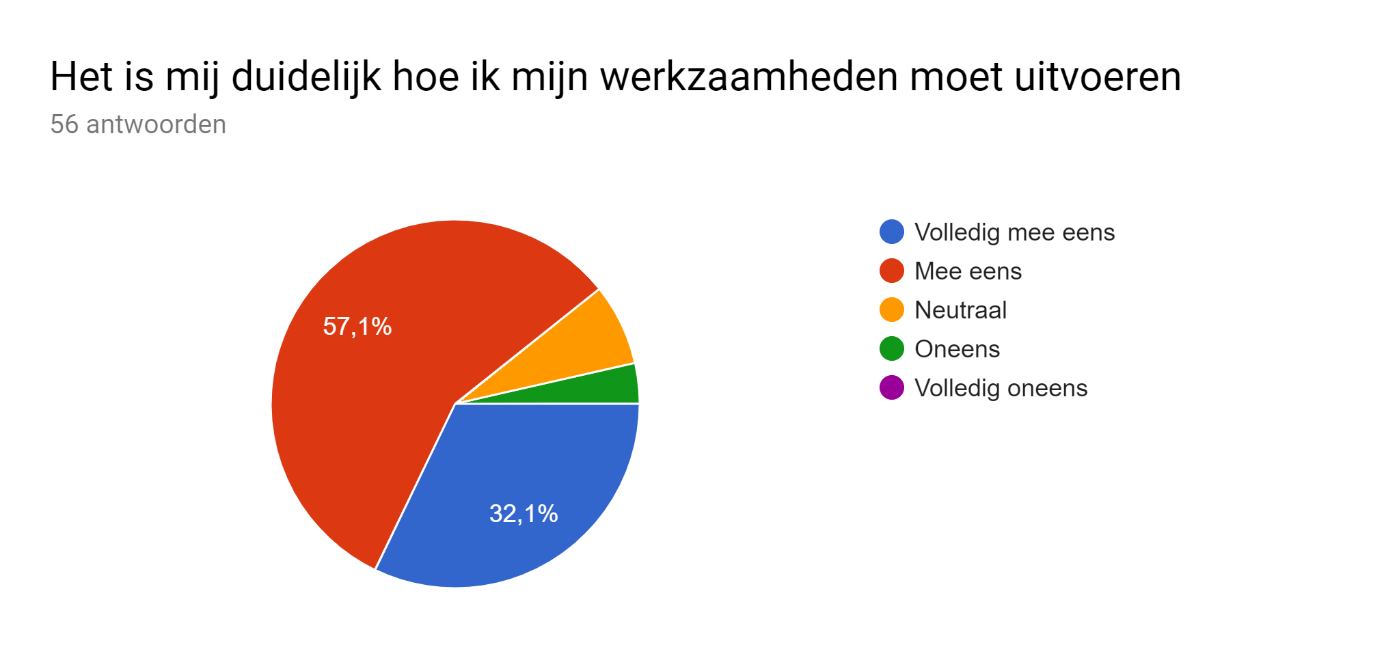 Het is mij duidelijk hoe ik mijn werkzaamheden moet uitvoeren
56 antwoorden
57,1%
32,1%
Volledig mee eens
Mee eens
Neutraal
Oneens
Volledig oneens